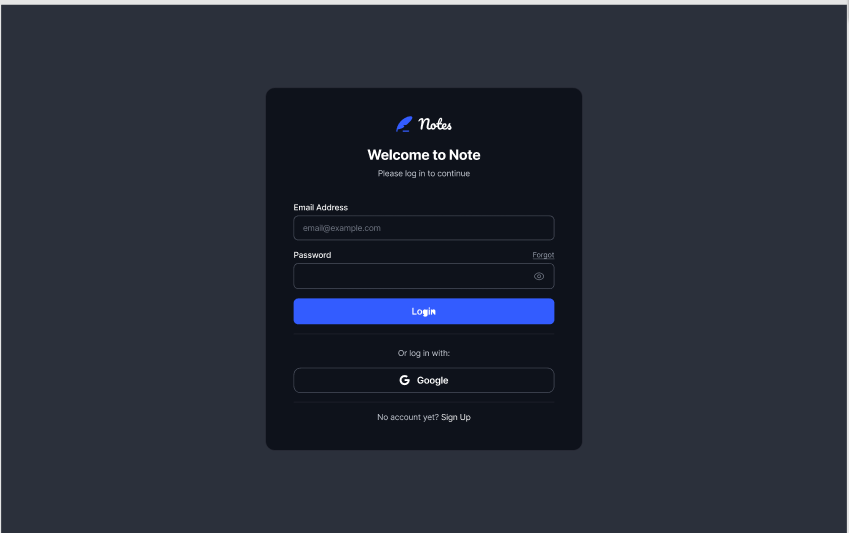 Notes
Welcome to Note
Please log in to continue
Email Address
email@example.com
Password Forgot
Login
Or log in with:
Google
No account yet? Sign Up